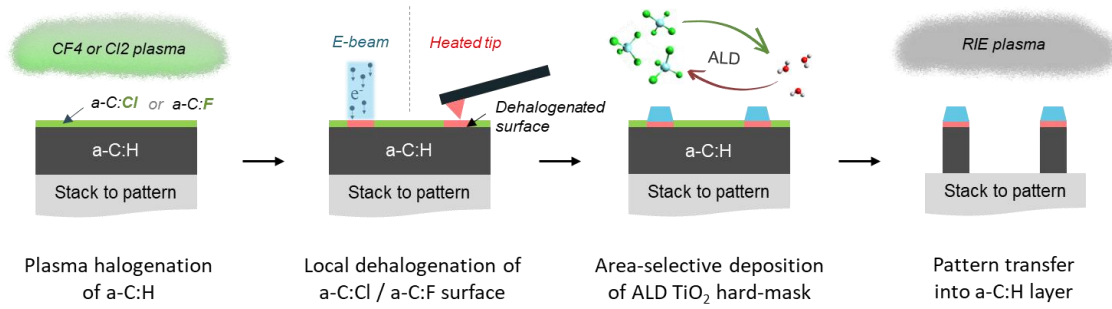 CF4 or Cl2 plasma
a-C:Cl or a-C:F
a-C:H
Stack to pattern
Plasma halogenation
of a-C:H
E-beam
Heated tip
e-
Dehalogenated
surface
a-C:H
Stack to pattern
Local dehalogenation of
a-C:Cl / a-C:F surface
ALD
a-C:H
Stack to pattern
Area-selective deposition
of ALD TiO₂ hard-mask
RIE plasma
Stack to pattern
Pattern transfer
into a-C:H layer